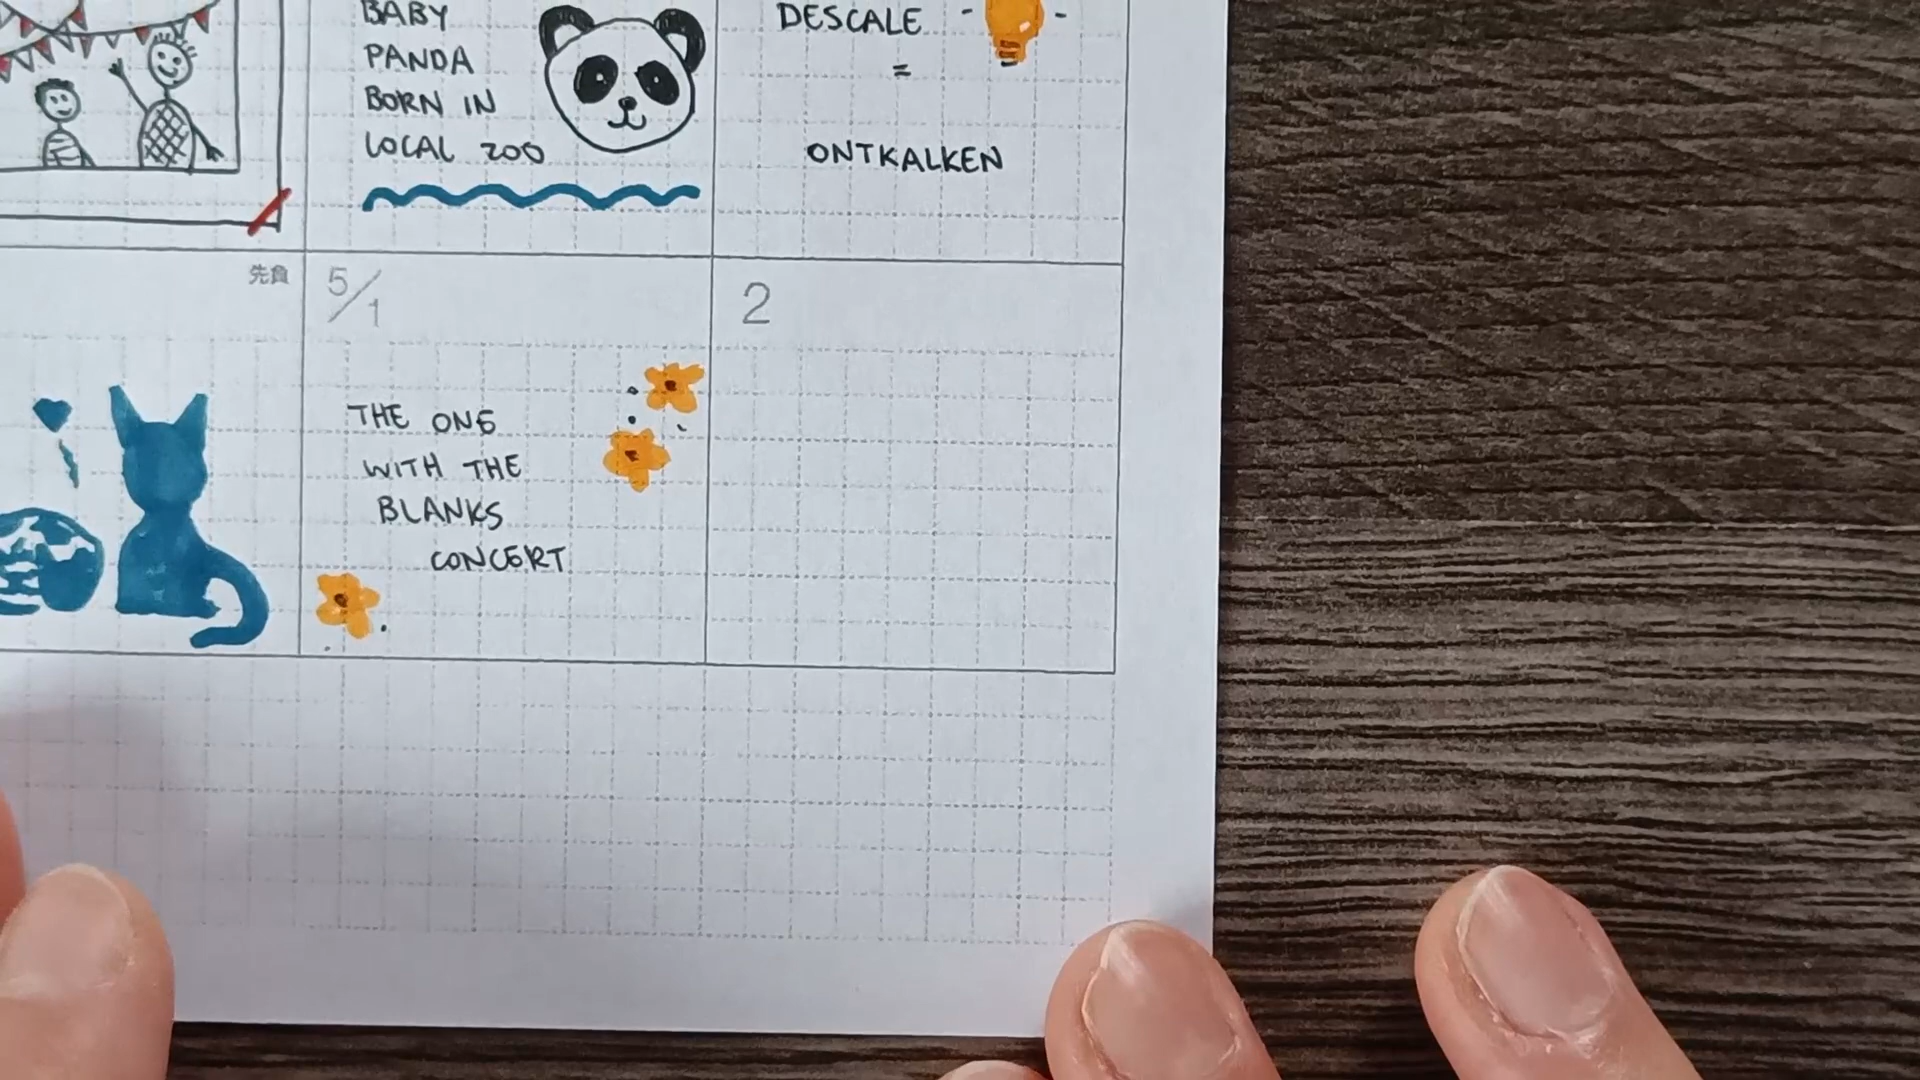 BABY
PANDA
BORN IN
LOCAL ZOO
DESCALE
=
ONTKALKEN
先負
5/1
THE ONE
WITH THE
BLANKS
CONCERT
2